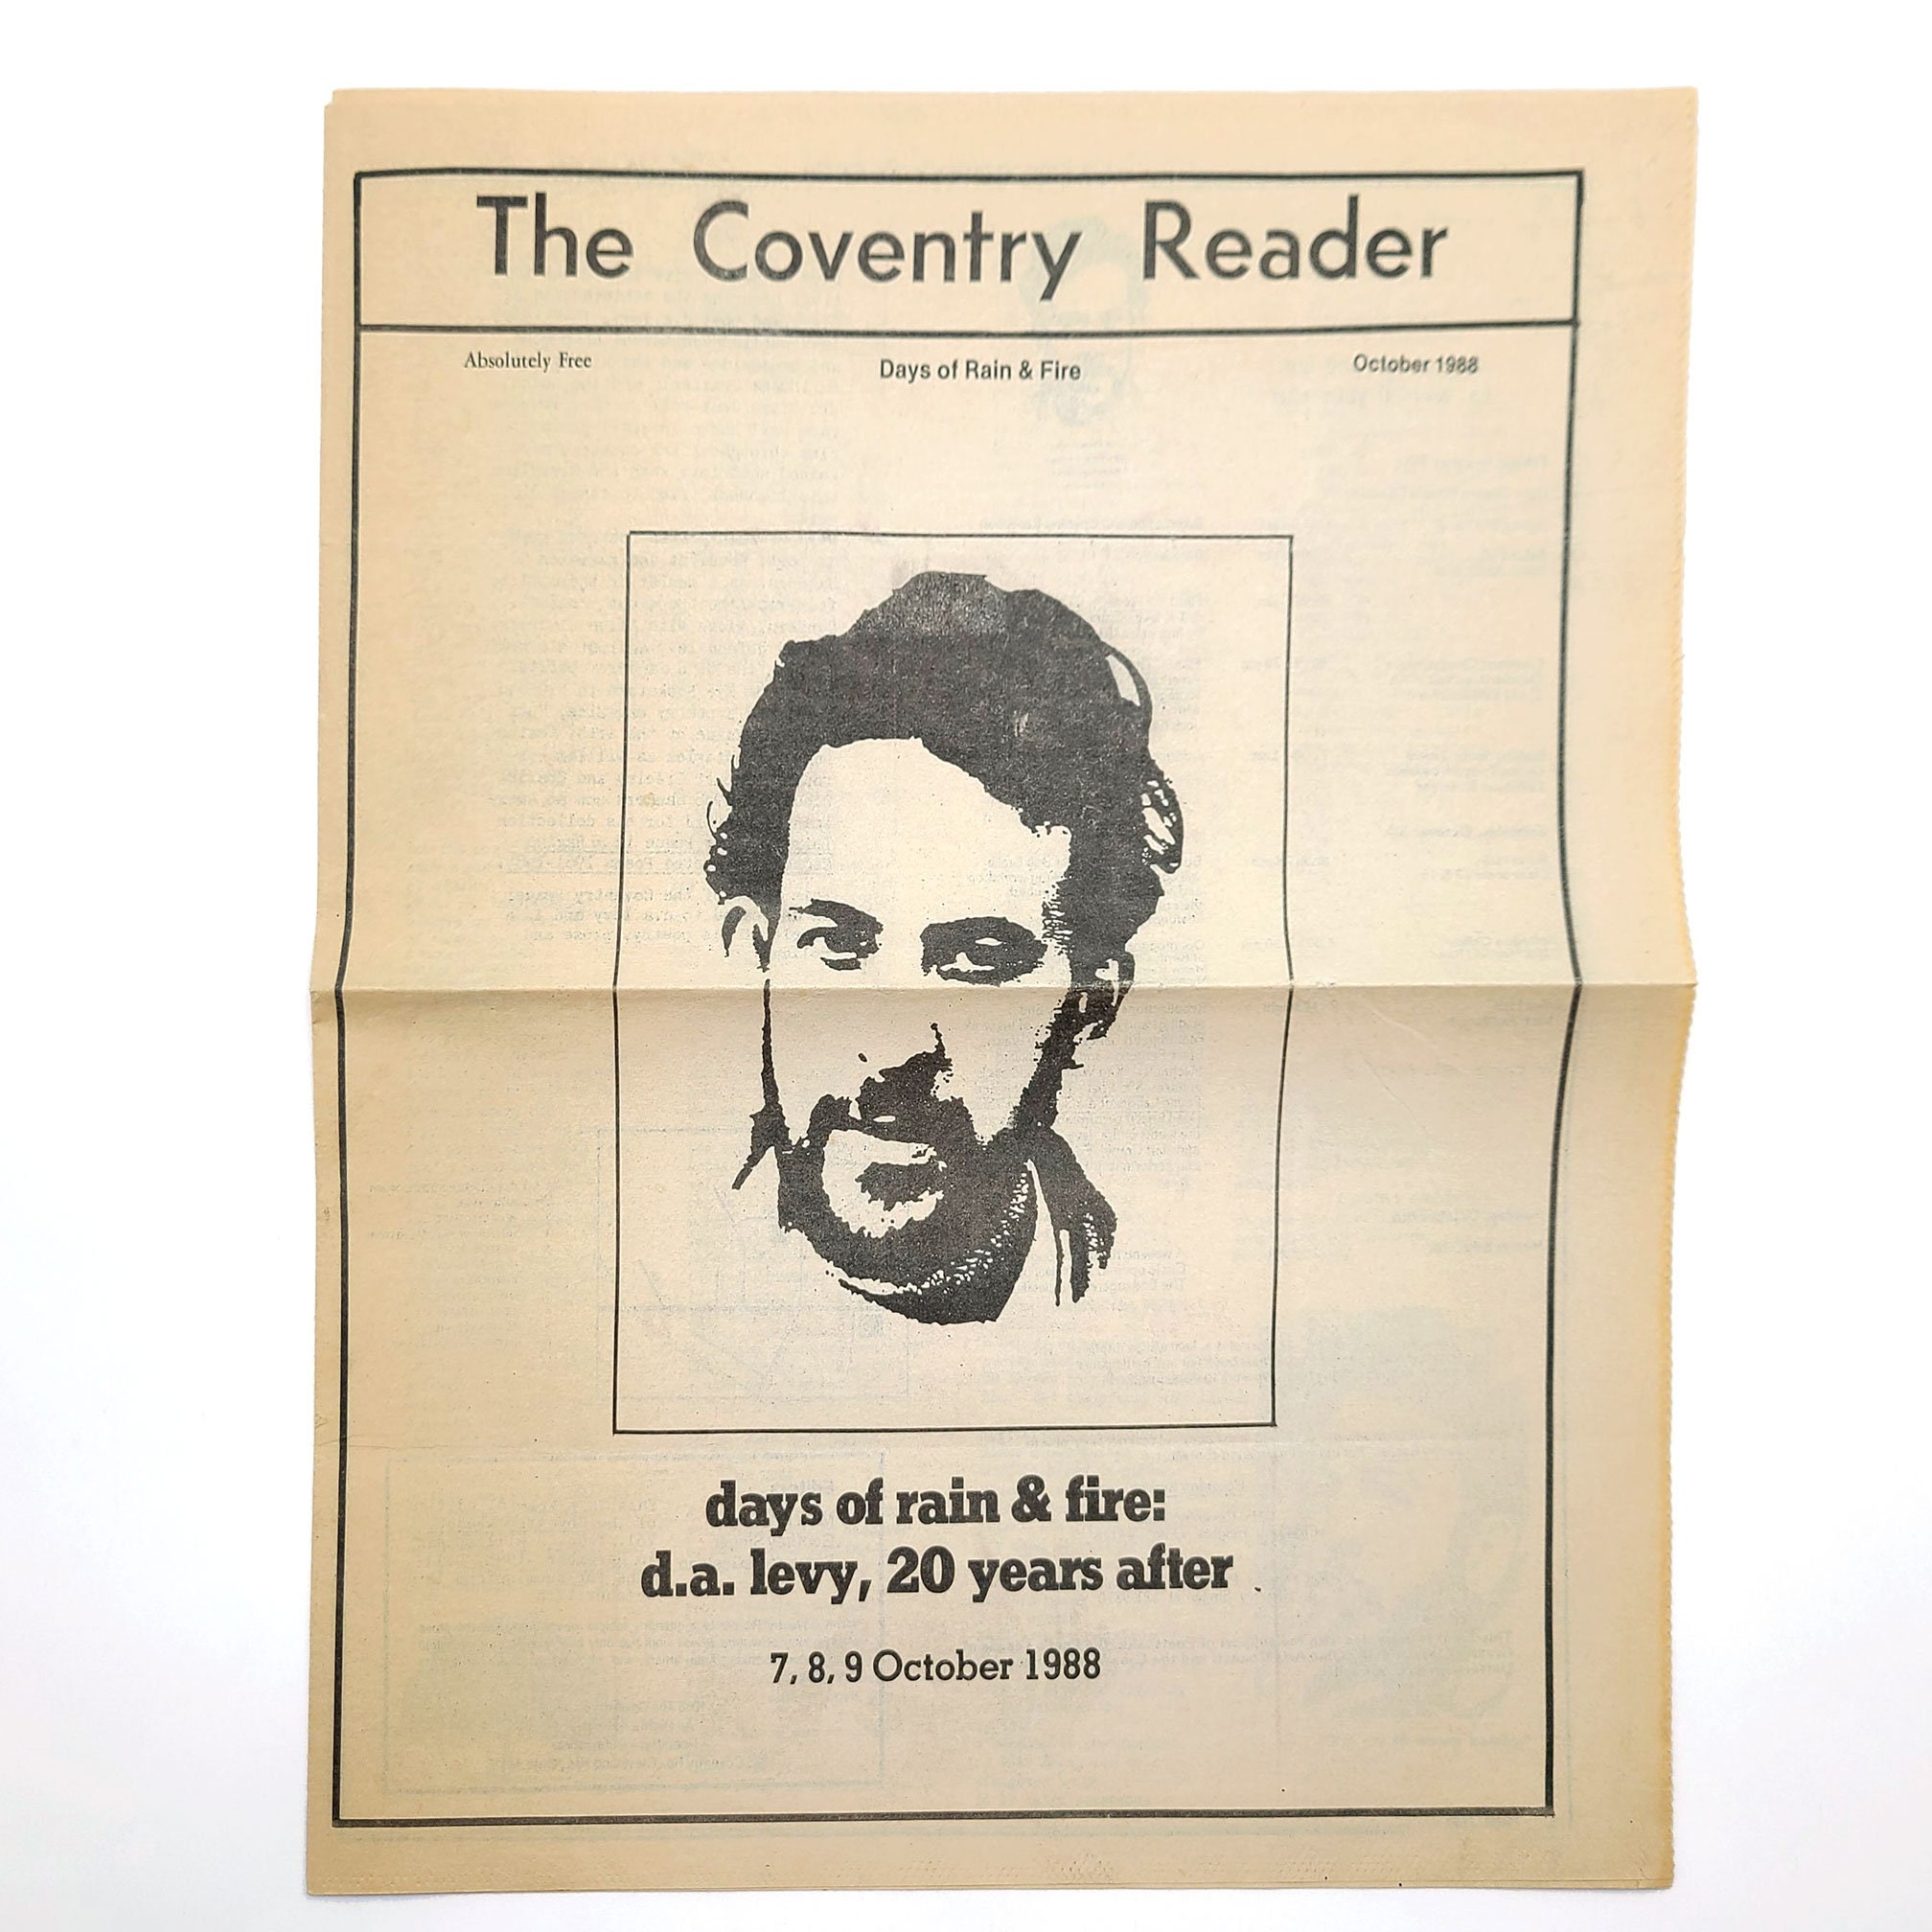 The Coventry Reader
Absolutely Free
Days of Rain & Fire
October 1988
days of rain & fire:
d.a. levy, 20 years after
7, 8, 9 October 1988